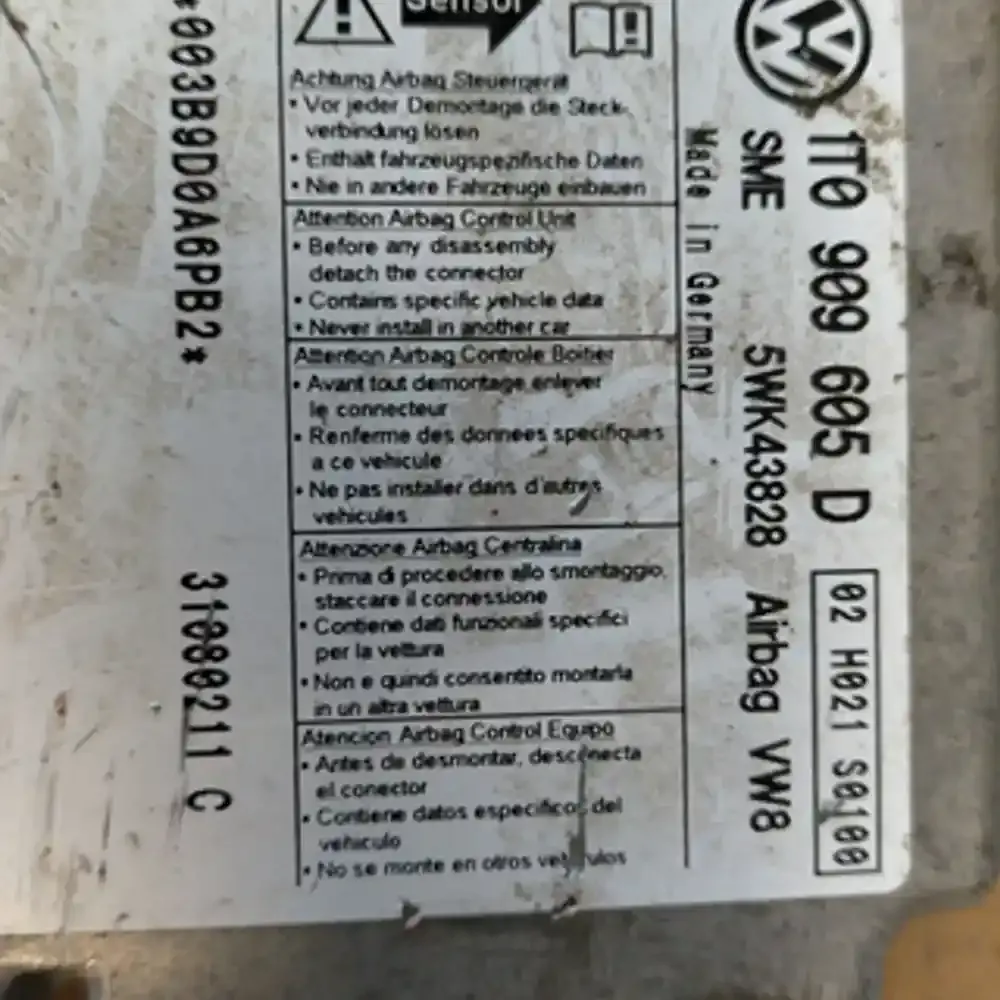 Sensor
Achtung Airbag Steuergerät
• Vor jeder Demontage die Steck-
verbindung lösen
• Enthält fahrzeugspezifische Daten
• Nie in andere Fahrzeuge einbauen
Attention Airbag Control Unit
• Before any disassembly
detach the connector
• Contains specific vehicle data
• Never install in another car
Attention Airbag Controle Boitier
• Avant tout demontage enlever
le connecteur
• Renferme des donnees specifiques
a ce vehicule
• Ne pas installer dans d'autres
vehicules
Attenzione Airbag Centralina
• Prima di procedere allo smontaggio,
staccare il connessione
• Contiene dati funzionali specifici
per la vettura
• Non e quindi consentito montarla
in un altra vettura
Atencion Airbag Control Equipo
• Antes de desmontar, desconecta
el conector
• Contiene datos especificos del
vehiculo
• No se monte en otros vehiculos
1T0 909 605 D
02 H021 S0100
SME 5WK43828 Airbag VW8
Made in Germany
*003B9D0A6PB2*
31080211 C